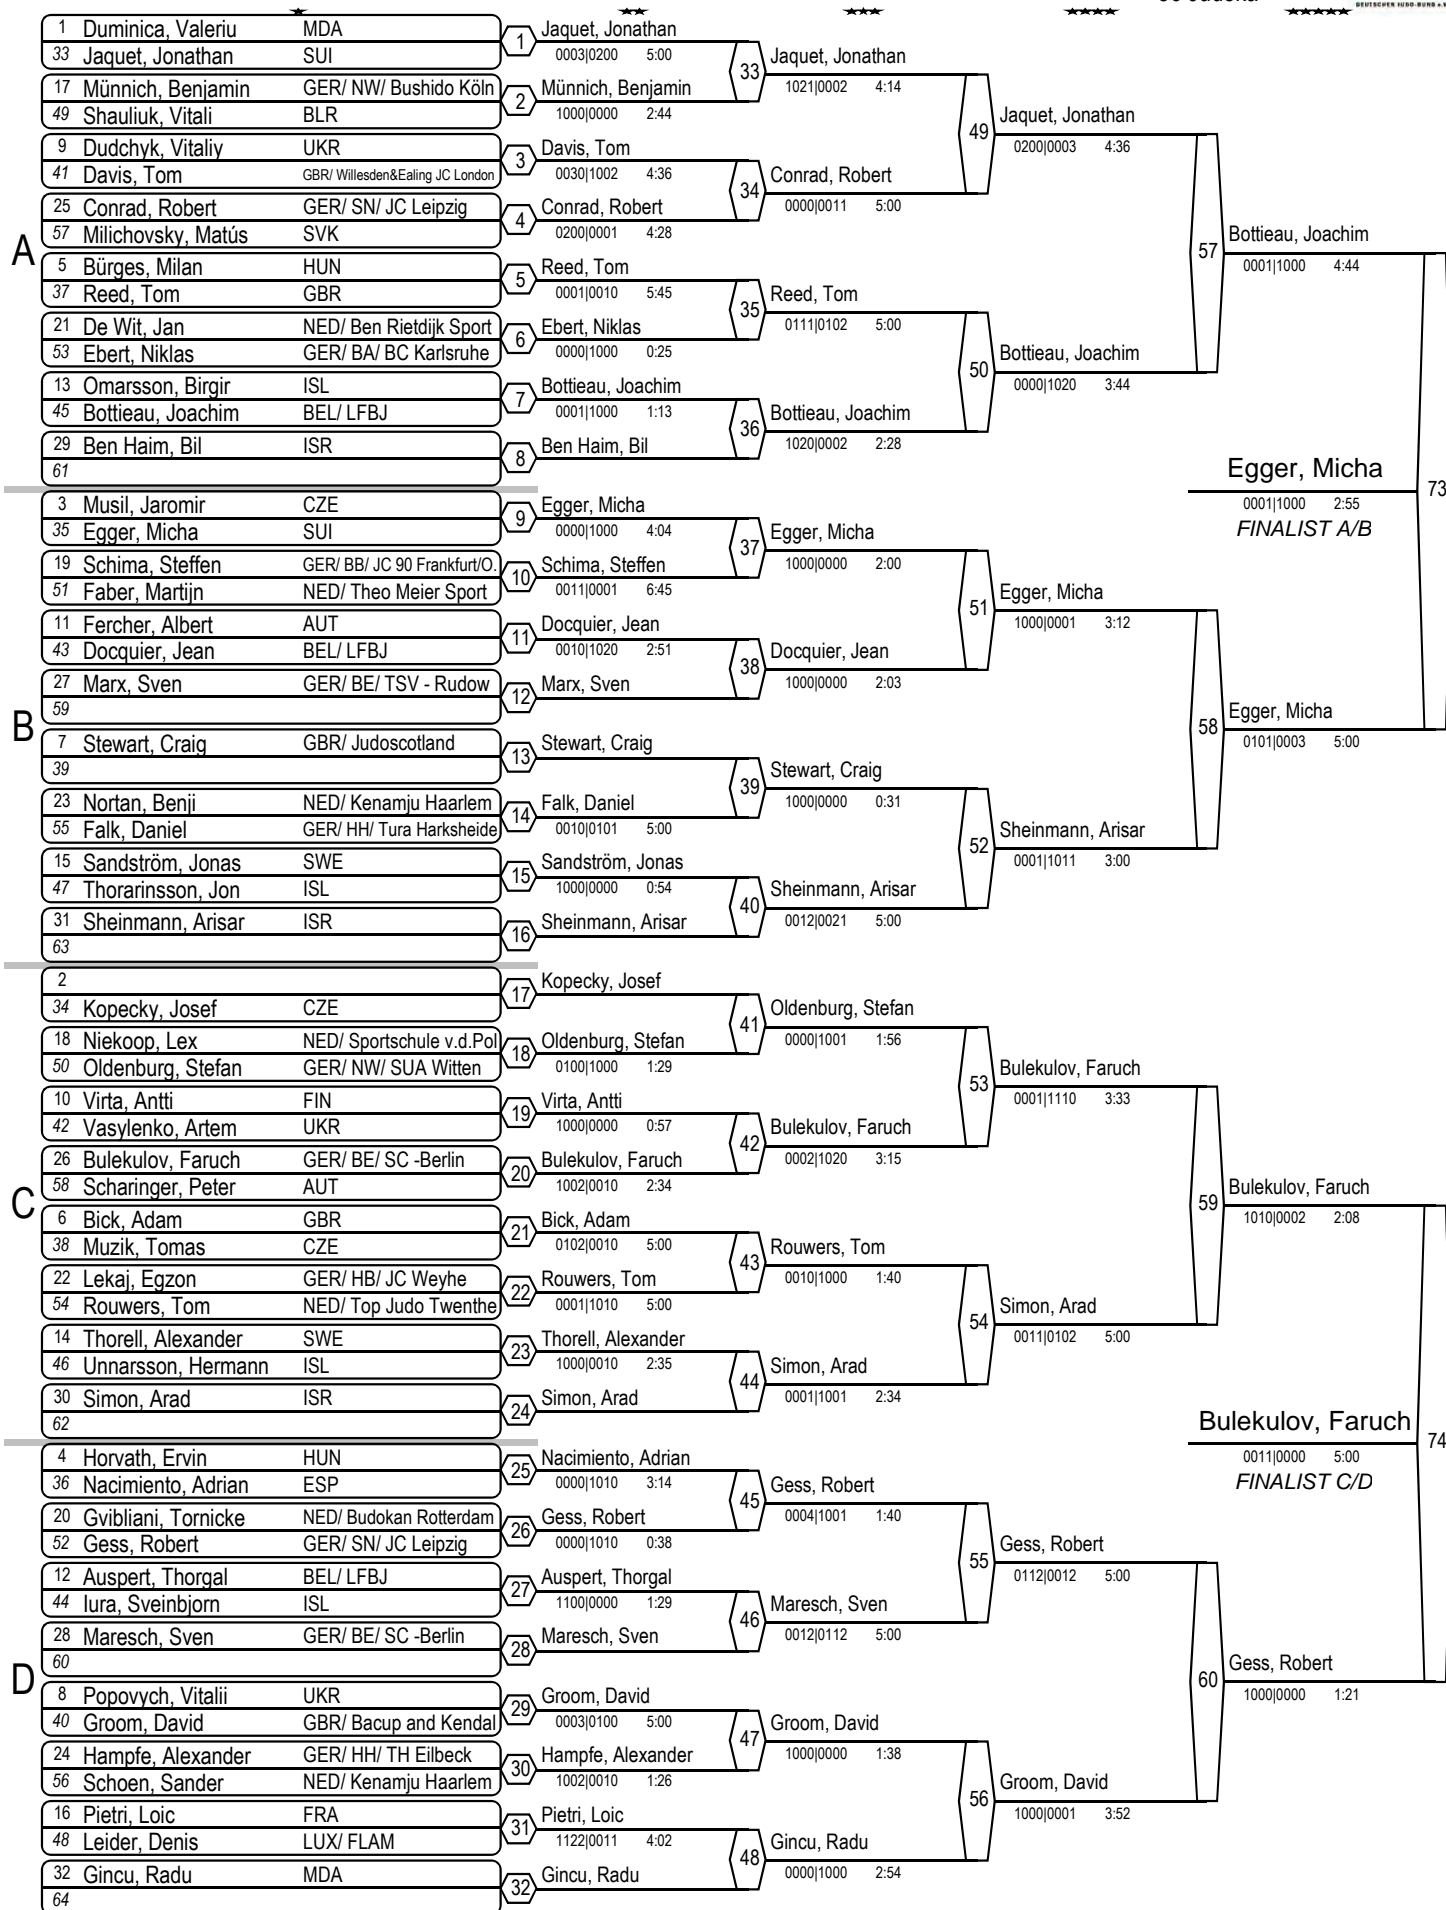 DEUTSCHER JUDO-BUND e.V.
A
1 Duminica, Valeriu MDA
33 Jaquet, Jonathan SUI
17 Münnich, Benjamin GER/ NW/ Bushido Köln
49 Shauliuk, Vitali BLR
9 Dudchyk, Vitaliy UKR
41 Davis, Tom GBR/ Willesden&Ealing JC London
25 Conrad, Robert GER/ SN/ JC Leipzig
57 Milichovsky, Matús SVK
5 Bürges, Milan HUN
37 Reed, Tom GBR
21 De Wit, Jan NED/ Ben Rietdijk Sport
53 Ebert, Niklas GER/ BA/ BC Karlsruhe
13 Omarsson, Birgir ISL
45 Bottieau, Joachim BEL/ LFBJ
29 Ben Haim, Bil ISR
61
B
3 Musil, Jaromir CZE
35 Egger, Micha SUI
19 Schima, Steffen GER/ BB/ JC 90 Frankfurt/O.
51 Faber, Martijn NED/ Theo Meier Sport
11 Fercher, Albert AUT
43 Docquier, Jean BEL/ LFBJ
27 Marx, Sven GER/ BE/ TSV - Rudow
59
7 Stewart, Craig GBR/ Judoscotland
39
23 Nortan, Benji NED/ Kenamju Haarlem
55 Falk, Daniel GER/ HH/ Tura Harksheide
15 Sandström, Jonas SWE
47 Thorarinsson, Jon ISL
31 Sheinmann, Arisar ISR
63
C
2
34 Kopecky, Josef CZE
18 Niekoop, Lex NED/ Sportschule v.d.Pol
50 Oldenburg, Stefan GER/ NW/ SUA Witten
10 Virta, Antti FIN
42 Vasylenko, Artem UKR
26 Bulekulov, Faruch GER/ BE/ SC -Berlin
58 Scharinger, Peter AUT
6 Bick, Adam GBR
38 Muzik, Tomas CZE
22 Lekaj, Egzon GER/ HB/ JC Weyhe
54 Rouwers, Tom NED/ Top Judo Twenthe
14 Thorell, Alexander SWE
46 Unnarsson, Hermann ISL
30 Simon, Arad ISR
62
D
4 Horvath, Ervin HUN
36 Nacimiento, Adrian ESP
20 Gvibliani, Tornicke NED/ Budokan Rotterdam
52 Gess, Robert GER/ SN/ JC Leipzig
12 Auspert, Thorgal BEL/ LFBJ
44 Iura, Sveinbjorn ISL
28 Maresch, Sven GER/ BE/ SC -Berlin
60
8 Popovych, Vitalii UKR
40 Groom, David GBR/ Bacup and Kendal
24 Hampfe, Alexander GER/ HH/ TH Eilbeck
56 Schoen, Sander NED/ Kenamju Haarlem
16 Pietri, Loic FRA
48 Leider, Denis LUX/ FLAM
32 Gincu, Radu MDA
64
1 Jaquet, Jonathan
0003|0200 5:00
2 Münnich, Benjamin
1000|0000 2:44
3 Davis, Tom
0030|1002 4:36
4 Conrad, Robert
0200|0001 4:28
5 Reed, Tom
0001|0010 5:45
6 Ebert, Niklas
0000|1000 0:25
7 Bottieau, Joachim
0001|1000 1:13
8 Ben Haim, Bil
9 Egger, Micha
0000|1000 4:04
10 Schima, Steffen
0011|0001 6:45
11 Docquier, Jean
0010|1020 2:51
12 Marx, Sven
13 Stewart, Craig
14 Falk, Daniel
0010|0101 5:00
15 Sandström, Jonas
1000|0000 0:54
16 Sheinmann, Arisar
17 Kopecky, Josef
18 Oldenburg, Stefan
0100|1000 1:29
19 Virta, Antti
1000|0000 0:57
20 Bulekulov, Faruch
1002|0010 2:34
21 Bick, Adam
0102|0010 5:00
22 Rouwers, Tom
0001|1010 5:00
23 Thorell, Alexander
1000|0010 2:35
24 Simon, Arad
25 Nacimiento, Adrian
0000|1010 3:14
26 Gess, Robert
0000|1010 0:38
27 Auspert, Thorgal
1100|0000 1:29
28 Maresch, Sven
29 Groom, David
0003|0100 5:00
30 Hampfe, Alexander
1002|0010 1:26
31 Pietri, Loic
1122|0011 4:02
32 Gincu, Radu
33 Jaquet, Jonathan
1021|0002 4:14
34 Conrad, Robert
0000|0011 5:00
35 Reed, Tom
0111|0102 5:00
36 Bottieau, Joachim
1020|0002 2:28
37 Egger, Micha
1000|0000 2:00
38 Docquier, Jean
1000|0000 2:03
39 Stewart, Craig
1000|0000 0:31
40 Sheinmann, Arisar
0012|0021 5:00
41 Oldenburg, Stefan
0000|1001 1:56
42 Bulekulov, Faruch
0002|1020 3:15
43 Rouwers, Tom
0010|1000 1:40
44 Simon, Arad
0001|1001 2:34
45 Gess, Robert
0004|1001 1:40
46 Maresch, Sven
0012|0112 5:00
47 Groom, David
1000|0000 1:38
48 Gincu, Radu
0000|1000 2:54
49 Jaquet, Jonathan
0200|0003 4:36
50 Bottieau, Joachim
0000|1020 3:44
51 Egger, Micha
1000|0001 3:12
52 Sheinmann, Arisar
0001|1011 3:00
53 Bulekulov, Faruch
0001|1110 3:33
54 Simon, Arad
0011|0102 5:00
55 Gess, Robert
0112|0012 5:00
56 Groom, David
1000|0001 3:52
57 Bottieau, Joachim
0001|1000 4:44
58 Egger, Micha
0101|0003 5:00
59 Bulekulov, Faruch
1010|0002 2:08
60 Gess, Robert
1000|0000 1:21
Egger, Micha 73
0001|1000 2:55
FINALIST A/B
Bulekulov, Faruch 74
0011|0000 5:00
FINALIST C/D